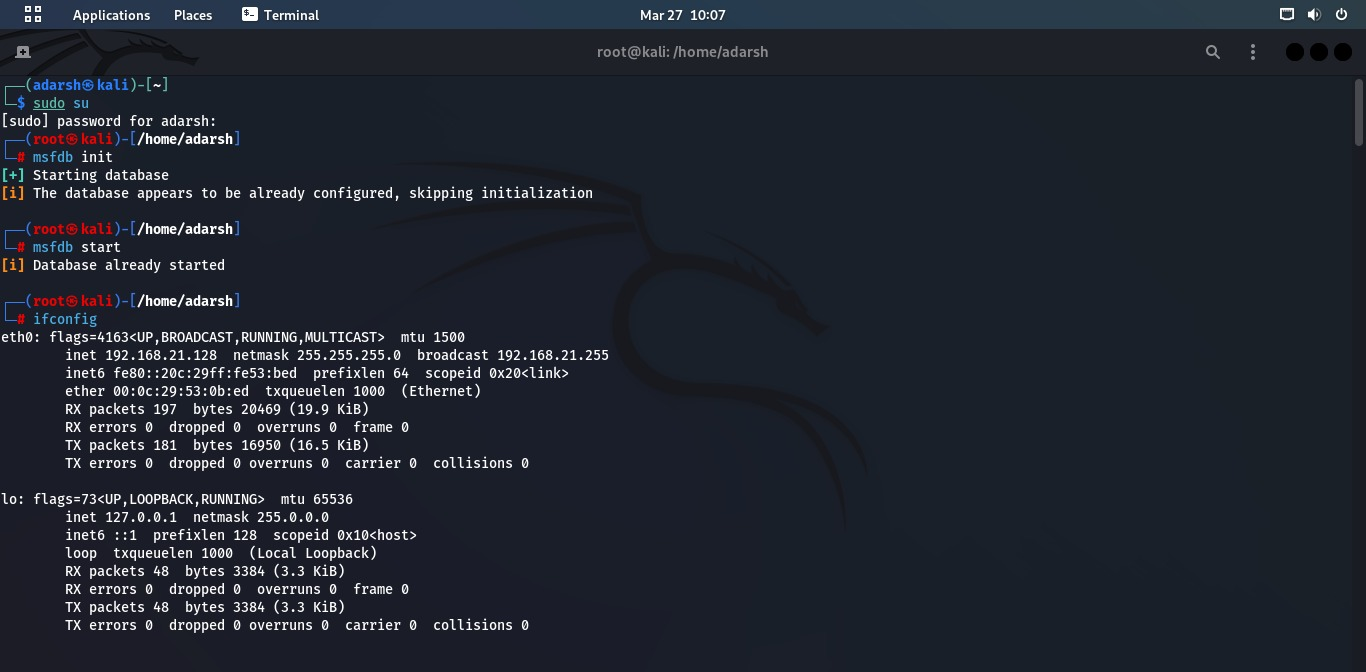 Applications Places Terminal Mar 27 10:07
root@kali: /home/adarsh
┌──(adarsh㉿kali)-[~]
└─$ sudo su
[sudo] password for adarsh:
┌──(root㉿kali)-[/home/adarsh]
└─# msfdb init
[+] Starting database
[i] The database appears to be already configured, skipping initialization
┌──(root㉿kali)-[/home/adarsh]
└─# msfdb start
[i] Database already started
┌──(root㉿kali)-[/home/adarsh]
└─# ifconfig
eth0: flags=4163<UP,BROADCAST,RUNNING,MULTICAST>  mtu 1500
        inet 192.168.21.128  netmask 255.255.255.0  broadcast 192.168.21.255
        inet6 fe80::20c:29ff:fe53:bed  prefixlen 64  scopeid 0x20<link>
        ether 00:0c:29:53:0b:ed  txqueuelen 1000  (Ethernet)
        RX packets 197  bytes 20469 (19.9 KiB)
        RX errors 0  dropped 0  overruns 0  frame 0
        TX packets 181  bytes 16950 (16.5 KiB)
        TX errors 0  dropped 0 overruns 0  carrier 0  collisions 0
lo: flags=73<UP,LOOPBACK,RUNNING>  mtu 65536
        inet 127.0.0.1  netmask 255.0.0.0
        inet6 ::1  prefixlen 128  scopeid 0x10<host>
        loop  txqueuelen 1000  (Local Loopback)
        RX packets 48  bytes 3384 (3.3 KiB)
        RX errors 0  dropped 0  overruns 0  frame 0
        TX packets 48  bytes 3384 (3.3 KiB)
        TX errors 0  dropped 0 overruns 0  carrier 0  collisions 0